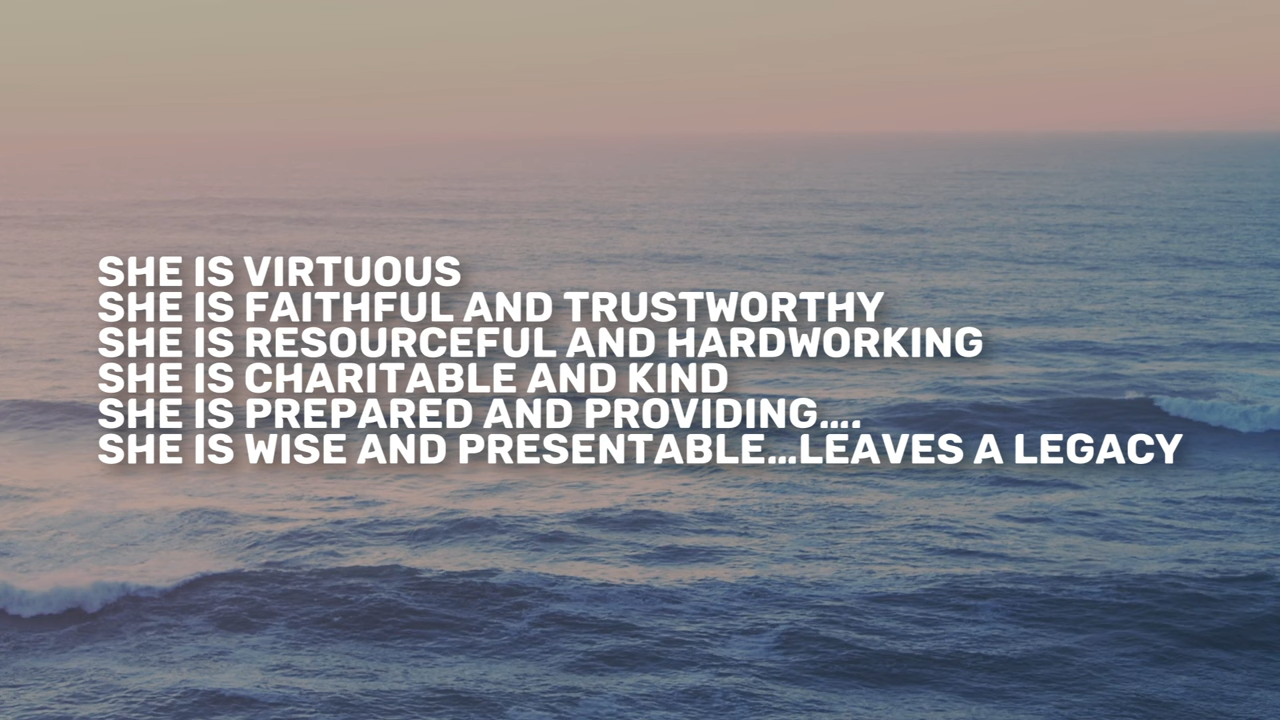 SHE IS VIRTUOUS
SHE IS FAITHFUL AND TRUSTWORTHY
SHE IS RESOURCEFUL AND HARDWORKING
SHE IS CHARITABLE AND KIND
SHE IS PREPARED AND PROVIDING....
SHE IS WISE AND PRESENTABLE...LEAVES A LEGACY